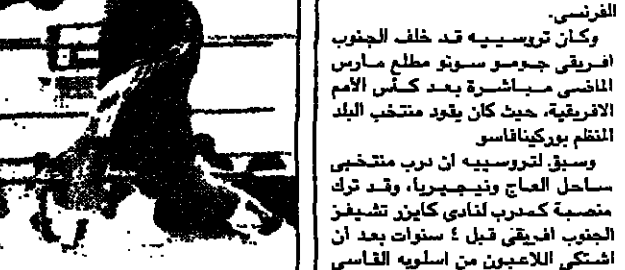 الفرنسي.
وكان تروسييه قد خلف الجنوب
افريقي جومو سونو مطلع مارس
الماضي مباشرة بعد كأس الأمم
الافريقية، حيث كان يقود منتخب البلد
المنظم بوركينافاسو
وسبق لتروسييه ان درب منتخبي
ساحل العاج ونيجيريا، وقد ترك
منصبة كمدرب لنادي كايزر تشيفز
الجنوب افريقي قبل ٤ سنوات بعد أن
اشتكى اللاعبون من اسلوبه القاسي